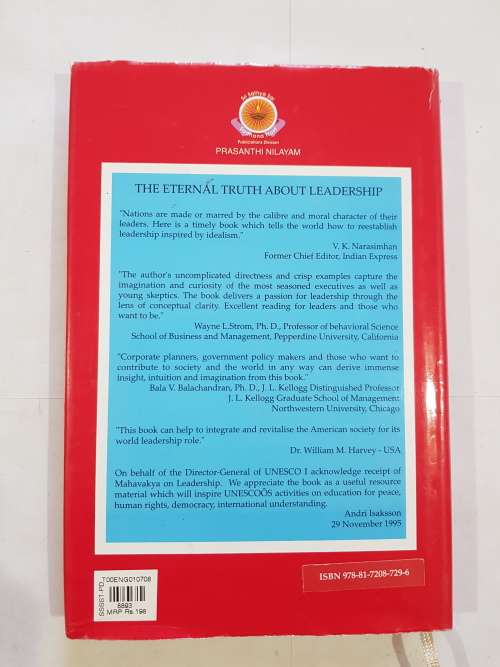 Sri Sathya Sai
Sadhana Trust
Publications Division
PRASANTHI NILAYAM
THE ETERNAL TRUTH ABOUT LEADERSHIP
"Nations are made or marred by the calibre and moral character of their
leaders. Here is a timely book which tells the world how to reestablish
leadership inspired by idealism."
V. K. Narasimhan
Former Chief Editor, Indian Express
"The author's uncomplicated directness and crisp examples capture the
imagination and curiosity of the most seasoned executives as well as
young skeptics. The book delivers a passion for leadership through the
lens of conceptual clarity. Excellent reading for leaders and those who
want to be."
Wayne L.Strom, Ph. D., Professor of behavioral Science
School of Business and Management, Pepperdine University, California
"Corporate planners, government policy makers and those who want to
contribute to society and the world in any way can derive immense
insight, intuition and imagination from this book."
Bala V. Balachandran, Ph. D., J. L. Kellogg Distinguished Professor
J. L. Kellogg Graduate School of Management
Northwestern University, Chicago
"This book can help to integrate and revitalise the American society for its
world leadership role."
Dr. William M. Harvey - USA
On behalf of the Director-General of UNESCO I acknowledge receipt of
Mahavakya on Leadership. We appreciate the book as a useful resource
material which will inspire UNESCOÕS activities on education for peace,
human rights, democracy, international understanding.
Andri Isaksson
29 November 1995
ISBN 978-81-7208-729-6
SSSBST-PD
T00ENG010708
8893
MRP Rs.198